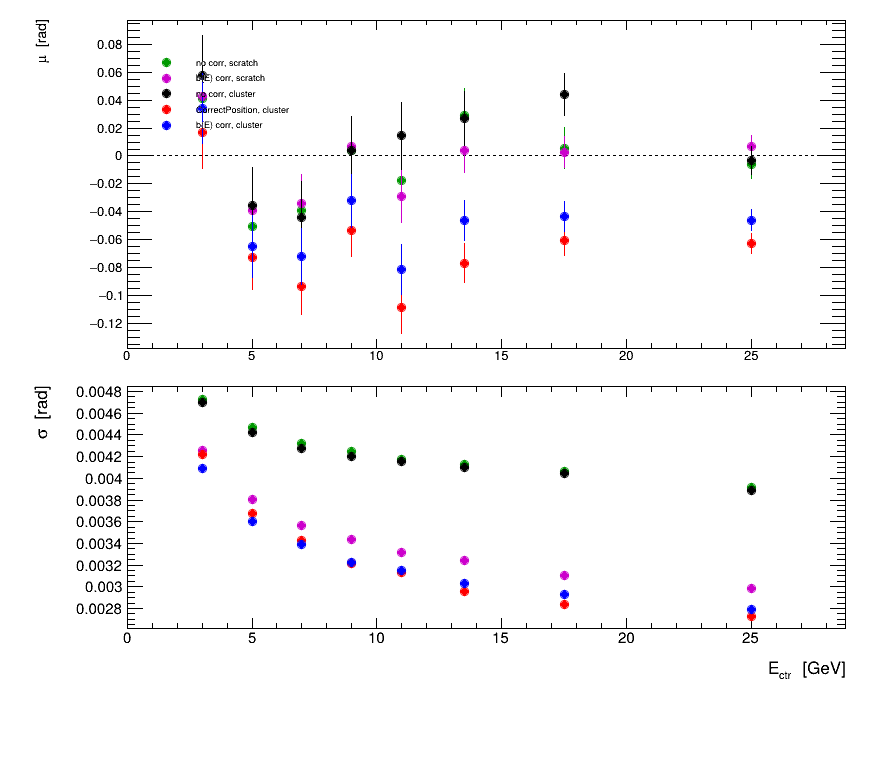 μ [rad]
0.08
0.06
0.04
0.02
0
−0.02
−0.04
−0.06
−0.08
−0.1
−0.12
no corr, scratch
b(E) corr, scratch
no corr, cluster
CorrectPosition, cluster
b(E) corr, cluster
0 5 10 15 20 25
σ [rad]
0.0048
0.0046
0.0044
0.0042
0.004
0.0038
0.0036
0.0034
0.0032
0.003
0.0028
0 5 10 15 20 25
E_ctr [GeV]